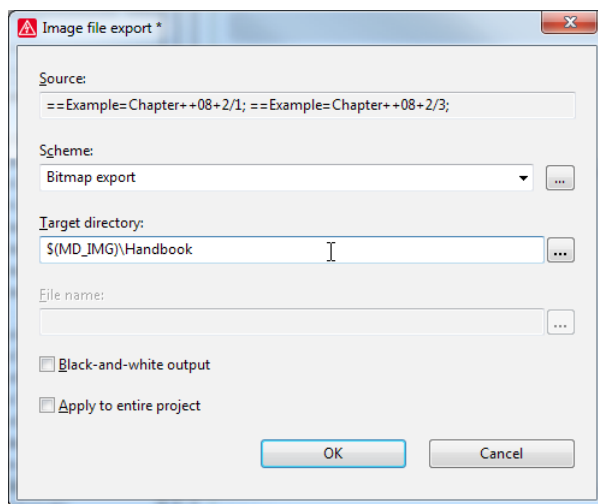 Image file export *
Source:
==Example=Chapter++08+2/1; ==Example=Chapter++08+2/3;
Scheme:
Bitmap export
...
Target directory:
$(MD_IMG)\Handbook
...
File name:
...
Black-and-white output
Apply to entire project
OK Cancel